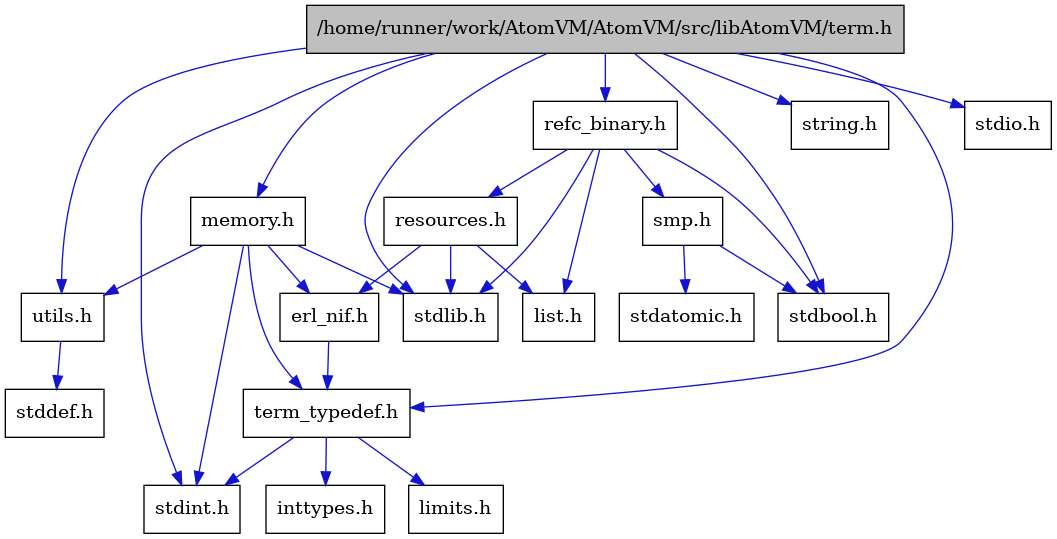 /home/runner/work/AtomVM/AtomVM/src/libAtomVM/term.h
refc_binary.h
string.h
stdio.h
memory.h
resources.h
smp.h
utils.h
erl_nif.h
stdlib.h
list.h
stdatomic.h
stdbool.h
stddef.h
term_typedef.h
stdint.h
inttypes.h
limits.h